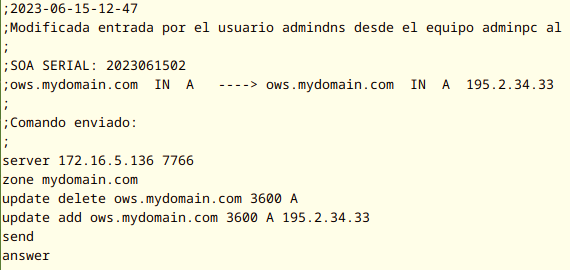 ;2023-06-15-12-47
;Modificada entrada por el usuario admindns desde el equipo adminpc al
;
;SOA SERIAL: 2023061502
;ows.mydomain.com  IN  A   ----> ows.mydomain.com  IN  A  195.2.34.33
;
;Comando enviado:
;
server 172.16.5.136 7766
zone mydomain.com
update delete ows.mydomain.com 3600 A
update add ows.mydomain.com 3600 A 195.2.34.33
send
answer